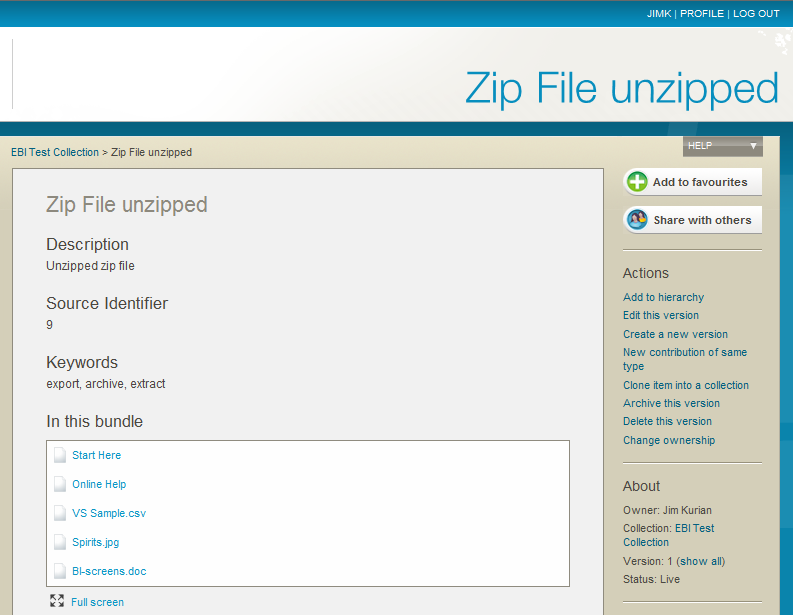 JIMK | PROFILE | LOG OUT
Zip File unzipped
EBI Test Collection > Zip File unzipped
HELP
Zip File unzipped
Description
Unzipped zip file
Source Identifier
9
Keywords
export, archive, extract
In this bundle
Start Here
Online Help
VS Sample.csv
Spirits.jpg
BI-screens.doc
Full screen
Add to favourites
Share with others
Actions
Add to hierarchy
Edit this version
Create a new version
New contribution of same
type
Clone item into a collection
Archive this version
Delete this version
Change ownership
About
Owner: Jim Kurian
Collection: EBI Test
Collection
Version: 1 (show all)
Status: Live